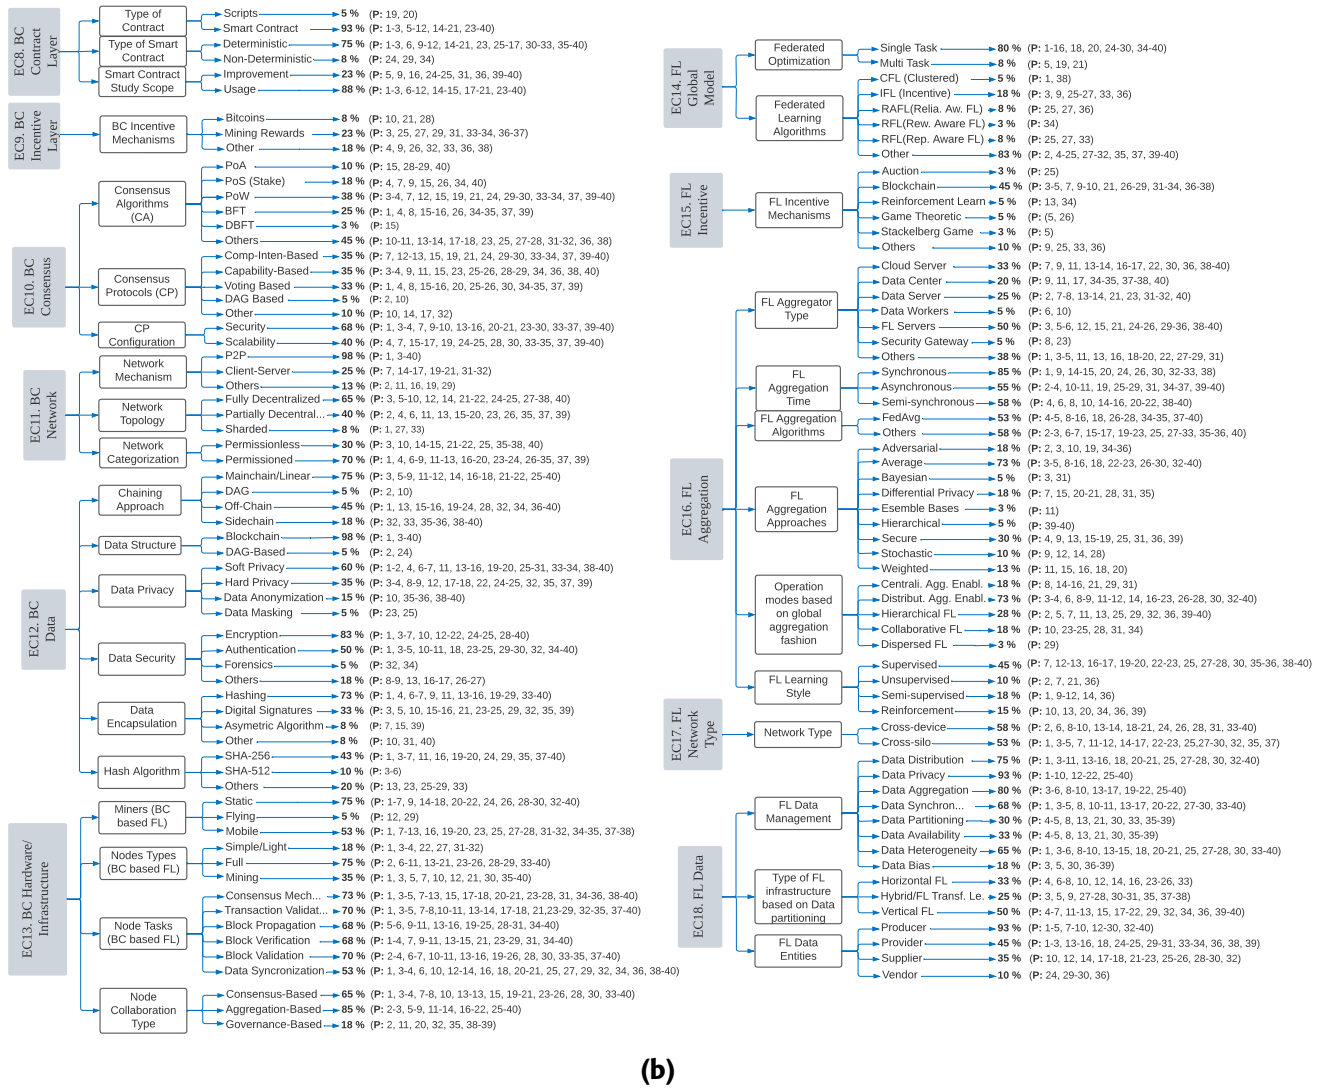 EC8. BC
Contract
Layer
Type of
Contract
Scripts 5 % (P: 19, 20)
Smart Contract 93 % (P: 1-3, 5-12, 14-21, 23-40)
Type of Smart
Contract
Deterministic 75 % (P: 1-3, 6, 9-12, 14-21, 23, 25-17, 30-33, 35-40)
Non-Deterministic 8 % (P: 24, 29, 34)
Smart Contract
Study Scope
Improvement 23 % (P: 5, 9, 16, 24-25, 31, 36, 39-40)
Usage 88 % (P: 1-3, 6-12, 14-15, 17-21, 23-40)
EC9. BC
Incentive
Layer
BC Incentive
Mechanisms
Bitcoins 8 % (P: 10, 21, 28)
Mining Rewards 23 % (P: 3, 25, 27, 29, 31, 33-34, 36-37)
Other 18 % (P: 4, 9, 26, 32, 33, 36, 38)
EC10. BC
Consensus
Consensus
Algorithms
(CA)
PoA 10 % (P: 15, 28-29, 40)
PoS (Stake) 18 % (P: 4, 7, 9, 15, 26, 34, 40)
PoW 38 % (P: 3-4, 7, 12, 15, 19, 21, 24, 29-30, 33-34, 37, 39-40)
BFT 25 % (P: 1, 4, 8, 15-16, 26, 34-35, 37, 39)
DBFT 3 % (P: 15)
Others 45 % (P: 10-11, 13-14, 17-18, 23, 25, 27-28, 31-32, 36, 38)
Consensus
Protocols (CP)
Comp-Inten-Based 35 % (P: 7, 12-13, 15, 19, 21, 24, 29-30, 33-34, 37, 39-40)
Capability-Based 35 % (P: 3-4, 9, 11, 15, 23, 25-26, 28-29, 34, 36, 38, 40)
Voting Based 33 % (P: 1, 4, 8, 15-16, 20, 25-26, 30, 34-35, 37, 39)
DAG Based 5 % (P: 2, 10)
Other 10 % (P: 10, 14, 17, 32)
CP
Configuration
Security 68 % (P: 1, 3-4, 7, 9-10, 13-16, 20-21, 23-30, 33-37, 39-40)
Scalability 40 % (P: 4, 7, 15-17, 19, 24-25, 28, 30, 33-35, 37, 39-40)
EC11. BC
Network
Network
Mechanism
P2P 98 % (P: 1, 3-40)
Client-Server 25 % (P: 7, 14-17, 19-21, 31-32)
Others 13 % (P: 2, 11, 16, 19, 29)
Network
Topology
Fully Decentralized 65 % (P: 3, 5-10, 12, 14, 21-22, 24-25, 27-38, 40)
Partially Decentral... 40 % (P: 2, 4, 6, 11, 13, 15-20, 23, 26, 35, 37, 39)
Sharded 8 % (P: 1, 27, 33)
Network
Categorization
Permissionless 30 % (P: 3, 10, 14-15, 21-22, 25, 35-38, 40)
Permissioned 70 % (P: 1, 4, 6-9, 11-13, 16-20, 23-24, 26-35, 37, 39)
EC12. BC
Data
Chaining
Approach
Mainchain/Linear 75 % (P: 3, 5-9, 11-12, 14, 16-18, 21-22, 25-40)
DAG 5 % (P: 2, 10)
Off-Chain 45 % (P: 1, 13, 15-16, 19-24, 28, 32, 34, 36-40)
Sidechain 18 % (P: 32, 33, 35-36, 38-40)
Data Structure
Blockchain 98 % (P: 1, 3-40)
DAG-Based 5 % (P: 2, 24)
Data Privacy
Soft Privacy 60 % (P: 1-2, 4, 6-7, 11, 13-16, 19-20, 25-31, 33-34, 38-40)
Hard Privacy 35 % (P: 3-4, 8-9, 12, 17-18, 22, 24-25, 32, 35, 37, 39)
Data Anonymization 15 % (P: 10, 35-36, 38-40)
Data Masking 5 % (P: 23, 25)
Data Security
Encryption 83 % (P: 1, 3-7, 10, 12-22, 24-25, 28-40)
Authentication 50 % (P: 1, 3-5, 10-11, 18, 23-25, 29-30, 32, 34-40)
Forensics 5 % (P: 32, 34)
Others 18 % (P: 8-9, 13, 16-17, 26-27)
Data
Encapsulation
Hashing 73 % (P: 1, 4, 6-7, 9, 11, 13-16, 19-29, 33-40)
Digital Signatures 33 % (P: 3, 5, 10, 15-16, 21, 23-25, 29, 32, 35, 39)
Asymetric Algorithm 8 % (P: 7, 15, 39)
Other 8 % (P: 10, 31, 40)
Hash Algorithm
SHA-256 43 % (P: 1, 3-7, 11, 16, 19-20, 24, 29, 35, 37-40)
SHA-512 10 % (P: 3-6)
Others 20 % (P: 13, 23, 25-29, 33)
EC13. BC Hardware/
Infrastructure
Miners (BC
based FL)
Static 75 % (P: 1-7, 9, 14-18, 20-22, 24, 26, 28-30, 32-40)
Flying 5 % (P: 12, 29)
Mobile 53 % (P: 1, 7-13, 16, 19-20, 23, 25, 27-28, 31-32, 34-35, 37-38)
Nodes Types
(BC based FL)
Simple/Light 18 % (P: 1, 3-4, 22, 27, 31-32)
Full 75 % (P: 2, 6-11, 13-21, 23-26, 28-29, 33-40)
Mining 35 % (P: 1, 3, 5, 7, 10, 12, 21, 30, 35-40)
Node Tasks
(BC based FL)
Consensus Mech... 73 % (P: 1, 3-5, 7-13, 15, 17-18, 20-21, 23-28, 31, 34-36, 38-40)
Transaction Validat... 70 % (P: 1, 3-5, 7-8,10-11, 13-14, 17-18, 21,23-29, 32-35, 37-40)
Block Propagation 68 % (P: 5-6, 9-11, 13-16, 19-25, 28-31, 34-40)
Block Verification 68 % (P: 1-4, 7, 9-11, 13-15, 21, 23-29, 31, 34-40)
Block Validation 70 % (P: 2-4, 6-7, 10-11, 13-16, 19-26, 28, 30, 33-35, 37-40)
Data Syncronization 53 % (P: 1, 3-4, 6, 10, 12-14, 16, 18, 20-21, 25, 27, 29, 32, 34, 36, 38-40)
Node
Collaboration
Type
Consensus-Based 65 % (P: 1, 3-4, 7-8, 10, 13-13, 15, 19-21, 23-26, 28, 30, 33-40)
Aggregation-Based 85 % (P: 2-3, 5-9, 11-14, 16-22, 25-40)
Governance-Based 18 % (P: 2, 11, 20, 32, 35, 38-39)
EC14. FL
Global
Model
Federated
Optimization
Single Task 80 % (P: 1-16, 18, 20, 24-30, 34-40)
Multi Task 8 % (P: 5, 19, 21)
Federated
Learning
Algorithms
CFL (Clustered) 5 % (P: 1, 38)
IFL (Incentive) 18 % (P: 3, 9, 25-27, 33, 36)
RAFL(Relia. Aw. FL) 8 % (P: 25, 27, 36)
RFL(Rew. Aware FL) 3 % (P: 34)
RFL(Rep. Aware FL) 8 % (P: 25, 27, 33)
Other 83 % (P: 2, 4-25, 27-32, 35, 37, 39-40)
EC15. FL
Incentive
FL Incentive
Mechanisms
Auction 3 % (P: 25)
Blockchain 45 % (P: 3-5, 7, 9-10, 21, 26-29, 31-34, 36-38)
Reinforcement Learn 5 % (P: 13, 34)
Game Theoretic 5 % (P: (5, 26)
Stackelberg Game 3 % (P: 5)
Others 10 % (P: 9, 25, 33, 36)
EC16. FL
Aggregation
FL Aggregator
Type
Cloud Server 33 % (P: 7, 9, 11, 13-14, 16-17, 22, 30, 36, 38-40)
Data Center 20 % (P: 9, 11, 17, 34-35, 37-38, 40)
Data Server 25 % (P: 2, 7-8, 13-14, 21, 23, 31-32, 40)
Data Workers 5 % (P: 6, 10)
FL Servers 50 % (P: 3, 5-6, 12, 15, 21, 24-26, 29-36, 38-40)
Security Gateway 5 % (P: 8, 23)
Others 38 % (P: 1, 3-5, 11, 13, 16, 18-20, 22, 27-29, 31)
FL
Aggregation
Time
Synchronous 85 % (P: 1, 9, 14-15, 20, 24, 26, 30, 32-33, 38)
Asynchronous 55 % (P: 2-4, 10-11, 19, 25-29, 31, 34-37, 39-40)
Semi-synchronous 58 % (P: 4, 6, 8, 10, 14-16, 20-22, 38-40)
FL Aggregation
Algorithms
FedAvg 53 % (P: 4-5, 8-16, 18, 26-28, 34-35, 37-40)
Others 58 % (P: 2-3, 6-7, 15-17, 19-23, 25, 27-33, 35-36, 40)
FL
Aggregation
Approaches
Adversarial 18 % (P: 2, 3, 10, 19, 34-36)
Average 73 % (P: 3-5, 8-16, 18, 22-23, 26-30, 32-40)
Bayesian 5 % (P: 3, 31)
Differential Privacy 18 % (P: 7, 15, 20-21, 28, 31, 35)
Esemble Bases 3 % (P: 11)
Hierarchical 5 % (P: 39-40)
Secure 30 % (P: 4, 9, 13, 15-19, 25, 31, 36, 39)
Stochastic 10 % (P: 9, 12, 14, 28)
Weighted 13 % (P: 11, 15, 16, 18, 20)
Operation
modes based
on global
aggregation
fashion
Centrali. Agg. Enabl. 18 % (P: 8, 14-16, 21, 29, 31)
Distribut. Agg. Enabl. 73 % (P: 3-4, 6, 8-9, 11-12, 14, 16-23, 26-28, 30, 32-40)
Hierarchical FL 28 % (P: 2, 5, 7, 11, 13, 25, 29, 32, 36, 39-40)
Collaborative FL 18 % (P: 10, 23-25, 28, 31, 34)
Dispersed FL 3 % (P: 29)
FL Learning
Style
Supervised 45 % (P: 7, 12-13, 16-17, 19-20, 22-23, 25, 27-28, 30, 35-36, 38-40)
Unsupervised 10 % (P: 2, 7, 21, 36)
Semi-supervised 18 % (P: 1, 9-12, 14, 36)
Reinforcement 15 % (P: 10, 13, 20, 34, 36, 39)
EC17. FL
Network
Type
Network Type
Cross-device 58 % (P: 2, 6, 8-10, 13-14, 18-21, 24, 26, 28, 31, 33-40)
Cross-silo 53 % (P: 1, 3-5, 7, 11-12, 14-17, 22-23, 25,27-30, 32, 35, 37)
EC18. FL Data
FL Data
Management
Data Distribution 75 % (P: 1, 3-11, 13-16, 18, 20-21, 25, 27-28, 30, 32-40)
Data Privacy 93 % (P: 1-10, 12-22, 25-40)
Data Aggregation 80 % (P: 3-6, 8-10, 13-17, 19-22, 25-40)
Data Synchron... 68 % (P: 1, 3-5, 8, 10-11, 13-17, 20-22, 27-30, 33-40)
Data Partitioning 30 % (P: 4-5, 8, 13, 21, 30, 33, 35-39)
Data Availability 33 % (P: 4-5, 8, 13, 21, 30, 35-39)
Data Heterogeneity 65 % (P: 1, 3-6, 8-10, 13-15, 18, 20-21, 25, 27-28, 30, 33-40)
Data Bias 18 % (P: 3, 5, 30, 36-39)
Type of FL
infrastructure
based on Data
partitioning
Horizontal FL 33 % (P: 4, 6-8, 10, 12, 14, 16, 23-26, 33)
Hybrid/FL Transf. Le. 25 % (P: 3, 5, 9, 27-28, 30-31, 35, 37-38)
Vertical FL 50 % (P: 4-7, 11-13, 15, 17-22, 29, 32, 34, 36, 39-40)
FL Data
Entities
Producer 93 % (P: 1-5, 7-10, 12-30, 32-40)
Provider 45 % (P: 1-3, 13-16, 18, 24-25, 29-31, 33-34, 36, 38, 39)
Supplier 35 % (P: 10, 12, 14, 17-18, 21-23, 25-26, 28-30, 32)
Vendor 10 % (P: 24, 29-30, 36)
(b)